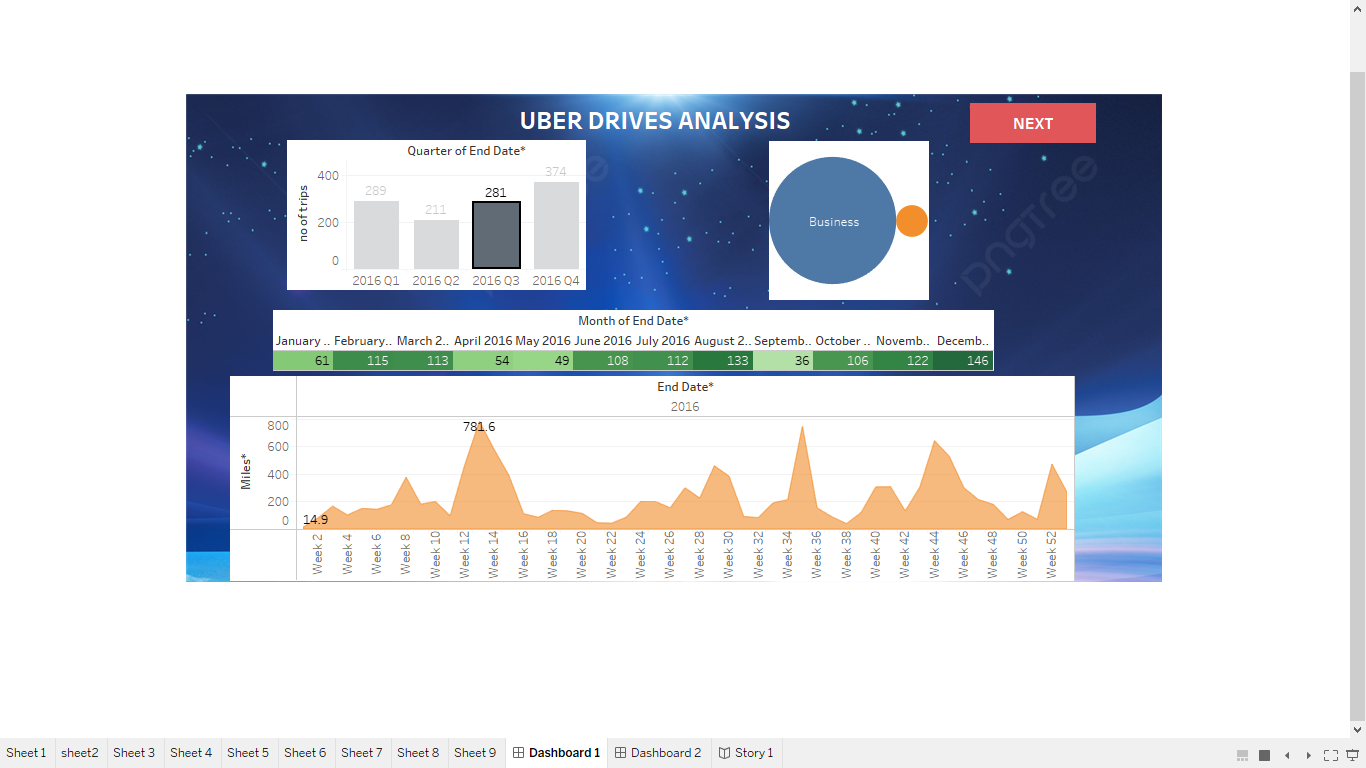 UBER DRIVES ANALYSIS
NEXT
Quarter of End Date*
no of trips
400
200
0
289
211
281
374
2016 Q1 2016 Q2 2016 Q3 2016 Q4
Business
pngtree
Month of End Date*
January .. February.. March 2.. April 2016 May 2016 June 2016 July 2016 August 2.. Septemb.. October .. Novemb.. Decemb..
61 115 113 54 49 108 112 133 36 106 122 146
End Date*
2016
Miles*
800
600
400
200
0
781.6
14.9
Week 2 Week 4 Week 6 Week 8 Week 10 Week 12 Week 14 Week 16 Week 18 Week 20 Week 22 Week 24 Week 26 Week 28 Week 30 Week 32 Week 34 Week 36 Week 38 Week 40 Week 42 Week 44 Week 46 Week 48 Week 50 Week 52
Sheet 1 sheet2 Sheet 3 Sheet 4 Sheet 5 Sheet 6 Sheet 7 Sheet 8 Sheet 9 Dashboard 1 Dashboard 2 Story 1